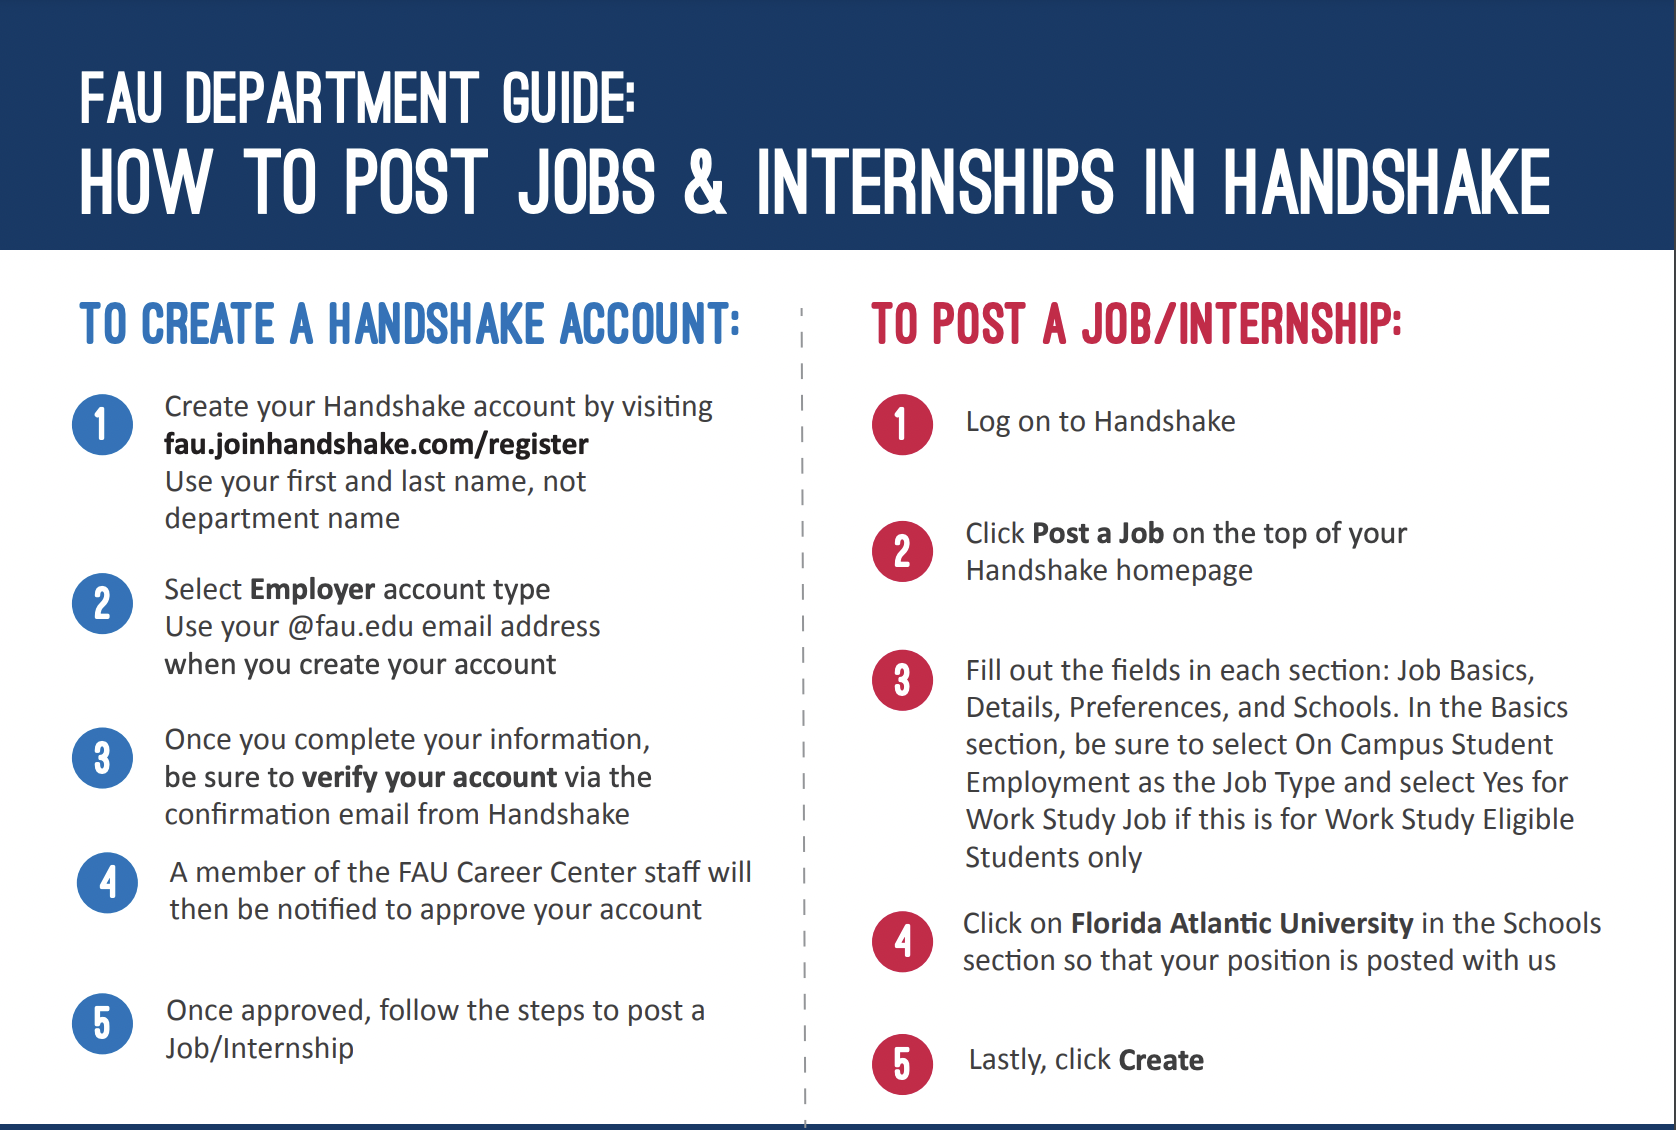 FAU DEPARTMENT GUIDE:
HOW TO POST JOBS & INTERNSHIPS IN HANDSHAKE
TO CREATE A HANDSHAKE ACCOUNT:
1
Create your Handshake account by visiting
fau.joinhandshake.com/register
Use your first and last name, not
department name
2
Select Employer account type
Use your @fau.edu email address
when you create your account
3
Once you complete your information,
be sure to verify your account via the
confirmation email from Handshake
4
A member of the FAU Career Center staff will
then be notified to approve your account
5
Once approved, follow the steps to post a
Job/Internship
TO POST A JOB/INTERNSHIP:
1
Log on to Handshake
2
Click Post a Job on the top of your
Handshake homepage
3
Fill out the fields in each section: Job Basics,
Details, Preferences, and Schools. In the Basics
section, be sure to select On Campus Student
Employment as the Job Type and select Yes for
Work Study Job if this is for Work Study Eligible
Students only
4
Click on Florida Atlantic University in the Schools
section so that your position is posted with us
5
Lastly, click Create